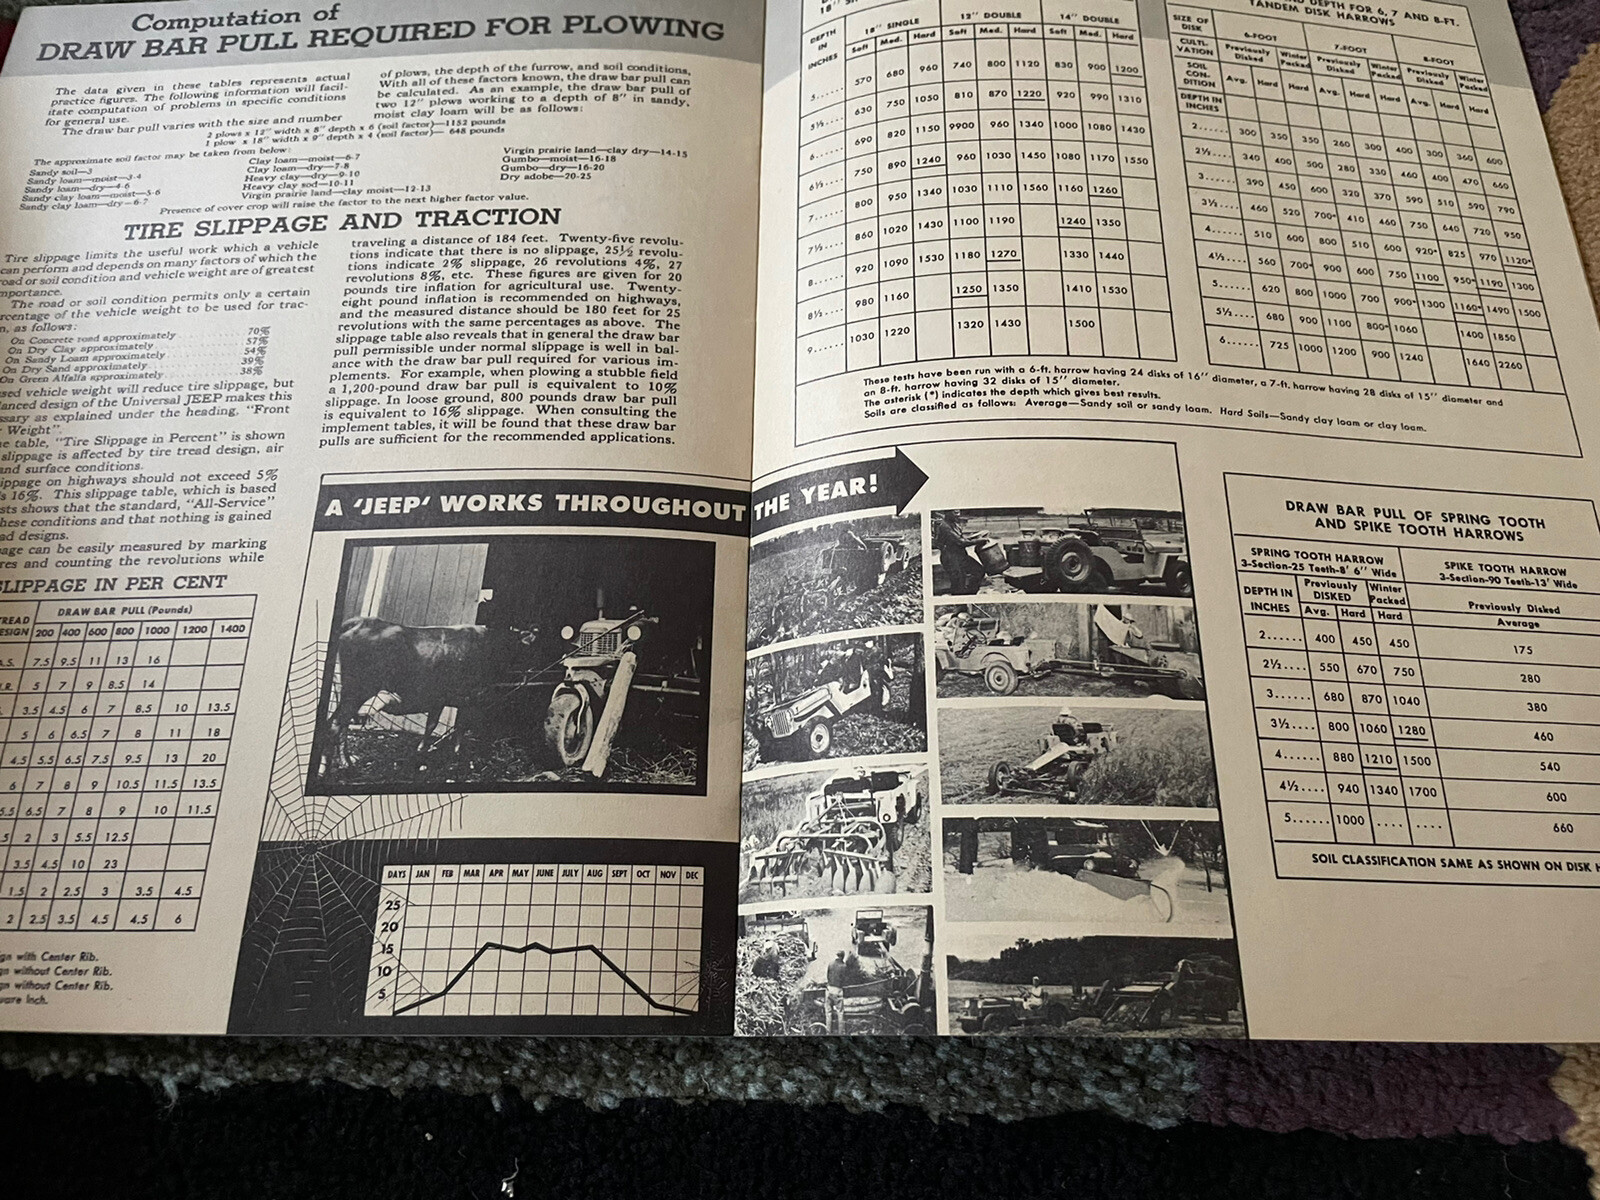 Computation of
DRAW BAR PULL REQUIRED FOR PLOWING
The data given in these tables represents actual
practice figures. The following information will facil-
itate computation of problems in specific conditions
for general use.
The draw bar pull varies with the size and number
of plows, the depth of the furrow, and soil conditions,
With all of these factors known, the draw bar pull can
be calculated. As an example, the draw bar pull of
two 12" plows working to a depth of 8" in sandy,
moist clay loam will be as follows:
2 plows x 12" width x 8" depth x 6 (soil factor)—1152 pounds
1 plow x 18" width x 9" depth x 4 (soil factor)— 648 pounds
The approximate soil factor may be taken from below:
Sandy soil—3
Sandy loam—moist—3-4
Sandy loam—dry—4-6
Sandy clay loam—moist—5-6
Sandy clay loam—dry—6-7
Clay loam—moist—6-7
Clay loam—dry—7-8
Heavy clay—dry—9-10
Heavy clay sod—10-11
Virgin prairie land—clay moist—12-13
Virgin prairie land—clay dry—14-15
Gumbo—moist—16-18
Gumbo—dry—16-20
Dry adobe—20-25
Presence of cover crop will raise the factor to the next higher factor value.
TIRE SLIPPAGE AND TRACTION
Tire slippage limits the useful work which a vehicle
can perform and depends on many factors of which the
road or soil condition and vehicle weight are of greatest
mportance.
The road or soil condition permits only a certain
rcentage of the vehicle weight to be used for trac-
n, as follows:
On Concrete road approximately 70%
On Dry Clay approximately 57%
On Sandy Loam approximately 54%
On Dry Sand approximately 39%
On Green Alfalfa approximately 38%
sed vehicle weight will reduce tire slippage, but
anced design of the Universal JEEP makes this
ssary as explained under the heading, "Front
Weight".
e table, "Tire Slippage in Percent" is shown
slippage is affected by tire tread design, air
and surface conditions.
ippage on highways should not exceed 5%
s 16%. This slippage table, which is based
sts shows that the standard, "All-Service"
hese conditions and that nothing is gained
ad designs.
age can be easily measured by marking
res and counting the revolutions while
traveling a distance of 184 feet. Twenty-five revolu-
tions indicate that there is no slippage, 25½ revolu-
tions indicate 2% slippage, 26 revolutions 4%, 27
revolutions 8%, etc. These figures are given for 20
pounds tire inflation for agricultural use. Twenty-
eight pound inflation is recommended on highways,
and the measured distance should be 180 feet for 25
revolutions with the same percentages as above. The
slippage table also reveals that in general the draw bar
pull permissible under normal slippage is well in bal-
ance with the draw bar pull required for various im-
plements. For example, when plowing a stubble field
a 1,200-pound draw bar pull is equivalent to 10%
slippage. In loose ground, 800 pounds draw bar pull
is equivalent to 16% slippage. When consulting the
implement tables, it will be found that these draw bar
pulls are sufficient for the recommended applications.
SLIPPAGE IN PER CENT
TREAD DESIGN DRAW BAR PULL (Pounds)
200 400 600 800 1000 1200 1400
A.S. 7.5 9.5 11 13 16
5 7 9 8.5 14
3.5 4.5 6 7 8.5 10 13.5
5 6 6.5 7 8 11 18
4.5 5.5 6.5 7.5 9.5 13 20
6 7 8 9 10.5 11.5 13.5
5.5 6.5 7 8 9 10 11.5
5 2 3 5.5 12.5
3.5 4.5 10 23
1.5 2 2.5 3 3.5 4.5
2 2.5 3.5 4.5 4.5 6
gn with Center Rib.
gn without Center Rib.
gn without Center Rib.
uare Inch.
A 'JEEP' WORKS THROUGHOUT THE YEAR!
DAYS JAN FEB MAR APR MAY JUNE JULY AUG SEPT OCT NOV DEC
25
20
15
10
5
DEPTH IN INCHES 18" SINGLE 12" DOUBLE 14" DOUBLE
Soft Med. Hard Soft Med. Hard Soft Med. Hard
5 570 680 960 740 800 1120 830 900 1200
5½ 630 750 1050 810 870 1220 920 990 1310
6 690 820 1150 9900 960 1340 1000 1080 1430
6½ 750 890 1240 960 1030 1450 1080 1170 1550
7 800 950 1340 1030 1110 1560 1160 1260
7½ 860 1020 1430 1100 1190 1240 1350
8 920 1090 1530 1180 1270 1330 1440
8½ 980 1160 1250 1350 1410 1530
9 1030 1220 1320 1430 1500
DEPTH FOR 6, 7 AND 8-FT.
TANDEM DISK HARROWS
SIZE OF DISK 6-FOOT 7-FOOT 8-FOOT
CULTIVATION Previously Disked Winter Packed Previously Disked Winter Packed Previously Disked Winter Packed
SOIL CONDITION Avg. Hard Hard Avg. Hard Hard Avg. Hard Hard
DEPTH IN INCHES
2...... 300 350 350 260 300 400 300 360 600
2½.... 340 400 500 280 330 460 400 470 660
3...... 390 450 600 320 370 590 510 590 790
3½.... 460 520 700* 410 460 750 640 720 950
4...... 510 600 800 510 600 920* 825 970 1120*
4½.... 560 700* 900 600 750 1100 950* 1190 1300
5...... 620 800 1000 700 900* 1300 1160* 1490 1500
5½.... 680 900 1100 800* 1060 1400 1850
6...... 725 1000 1200 900 1240 1640 2260
These tests have been run with a 6-ft. harrow having 24 disks of 16" diameter, a 7-ft. harrow having 28 disks of 15" diameter and
an 8-ft. harrow having 32 disks of 15" diameter.
The asterisk (*) indicates the depth which gives best results.
Soils are classified as follows: Average—Sandy soil or sandy loam. Hard Soils—Sandy clay loam or clay loam.
DRAW BAR PULL OF SPRING TOOTH
AND SPIKE TOOTH HARROWS
SPRING TOOTH HARROW
3-Section-25 Teeth-8' 6" Wide
SPIKE TOOTH HARROW
3-Section-90 Teeth-13' Wide
DEPTH IN INCHES Previously DISKED Winter Packed Previously Disked
Avg. Hard Hard Average
2...... 400 450 450 175
2½.... 550 670 750 280
3...... 680 870 1040 380
3½.... 800 1060 1280 460
4...... 880 1210 1500 540
4½.... 940 1340 1700 600
5...... 1000 .... .... 660
SOIL CLASSIFICATION SAME AS SHOWN ON DISK H